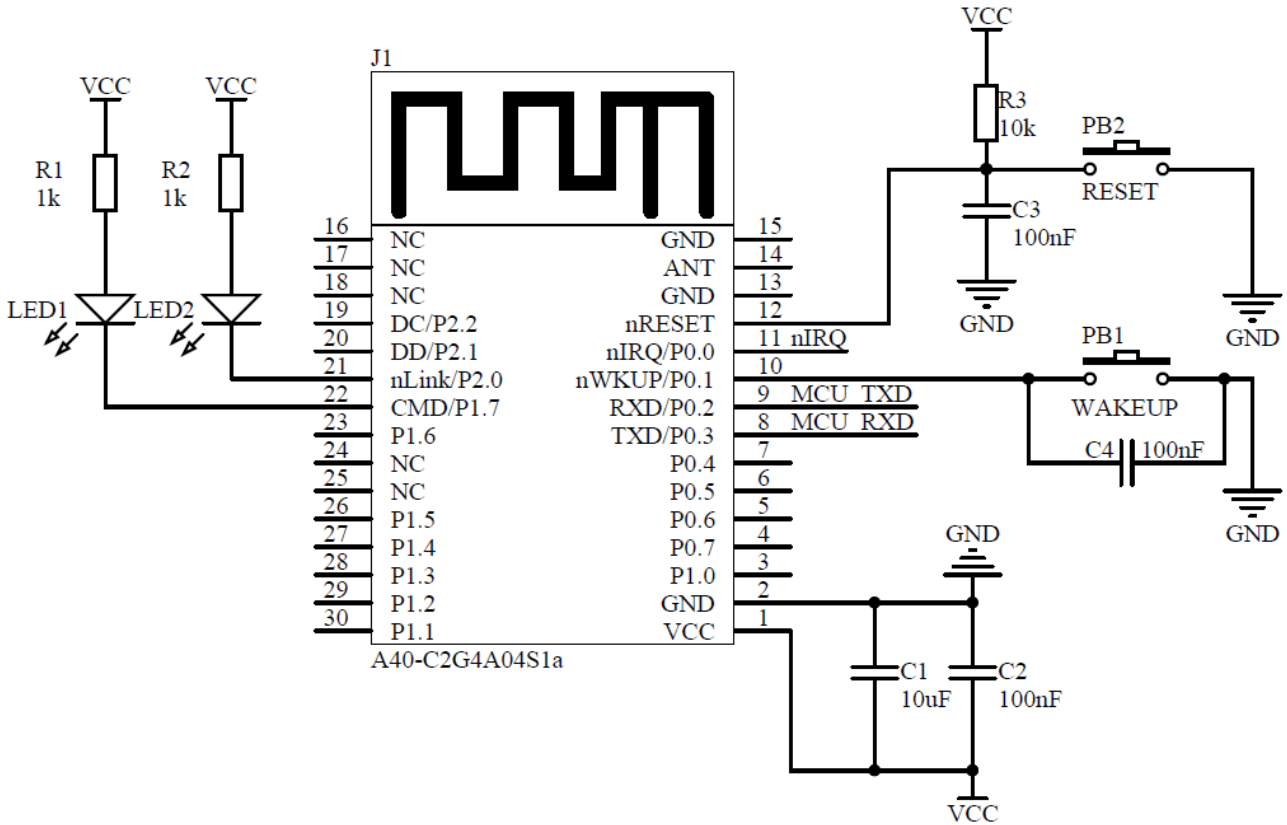 J1
VCC
VCC
R1
1k
R2
1k
LED1
LED2
16
NC
17
NC
18
NC
19
DC/P2.2
20
DD/P2.1
21
nLink/P2.0
22
CMD/P1.7
23
P1.6
24
NC
25
NC
26
P1.5
27
P1.4
28
P1.3
29
P1.2
30
P1.1
GND
15
ANT
14
GND
13
nRESET
12
nIRQ/P0.0
11 nIRQ
nWKUP/P0.1
10
RXD/P0.2
9 MCU_TXD
TXD/P0.3
8 MCU_RXD
P0.4
7
P0.5
6
P0.6
5
P0.7
4
P1.0
3
GND
2
VCC
1
A40-C2G4A04S1a
VCC
R3
10k
PB2
RESET
C3
100nF
GND
GND
PB1
WAKEUP
C4 100nF
GND
GND
C1
10uF
C2
100nF
VCC